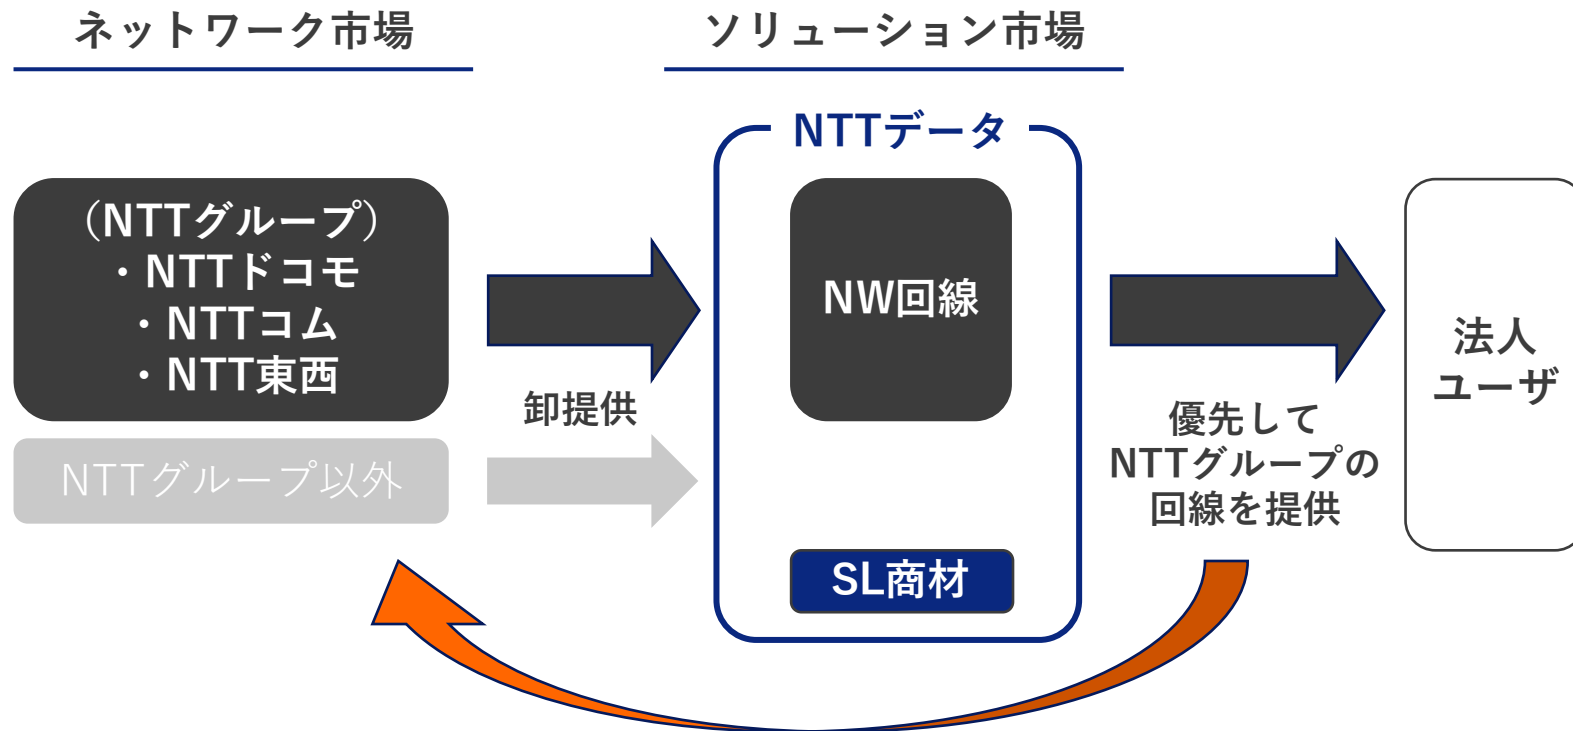 ネットワーク市場
ソリューション市場
（NTTグループ）
・NTTドコモ
・NTTコム
・NTT東西
NTTグループ以外
卸提供
NTTデータ
NW回線
SL商材
優先して
NTTグループの
回線を提供
法人
ユーザ